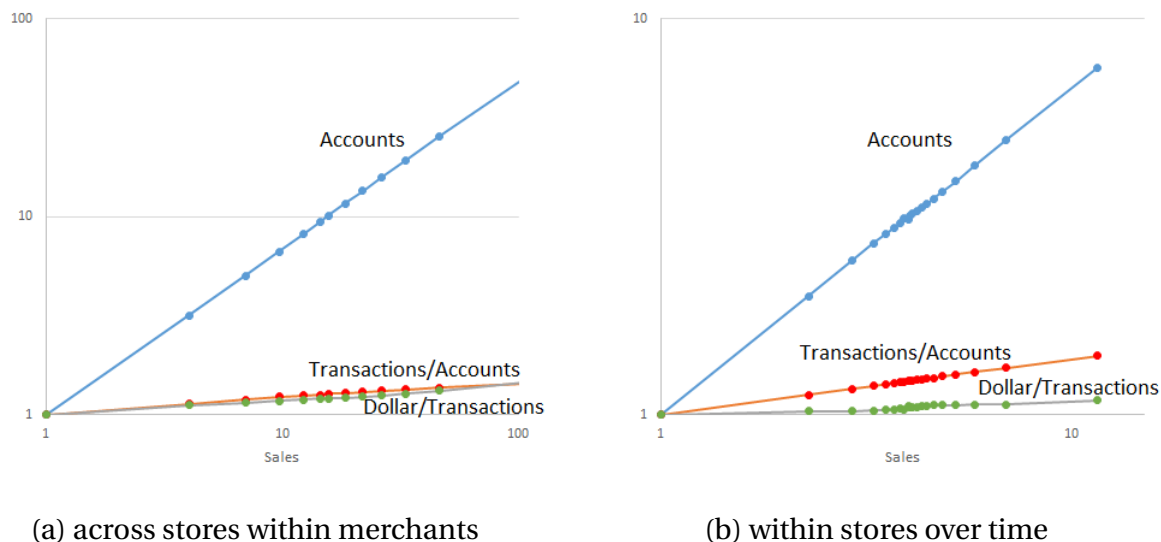 100
10
1
Accounts
Transactions/Accounts
Dollar/Transactions
1
10
100
Sales
(a) across stores within merchants
10
1
Accounts
Transactions/Accounts
Dollar/Transactions
1
10
Sales
(b) within stores over time